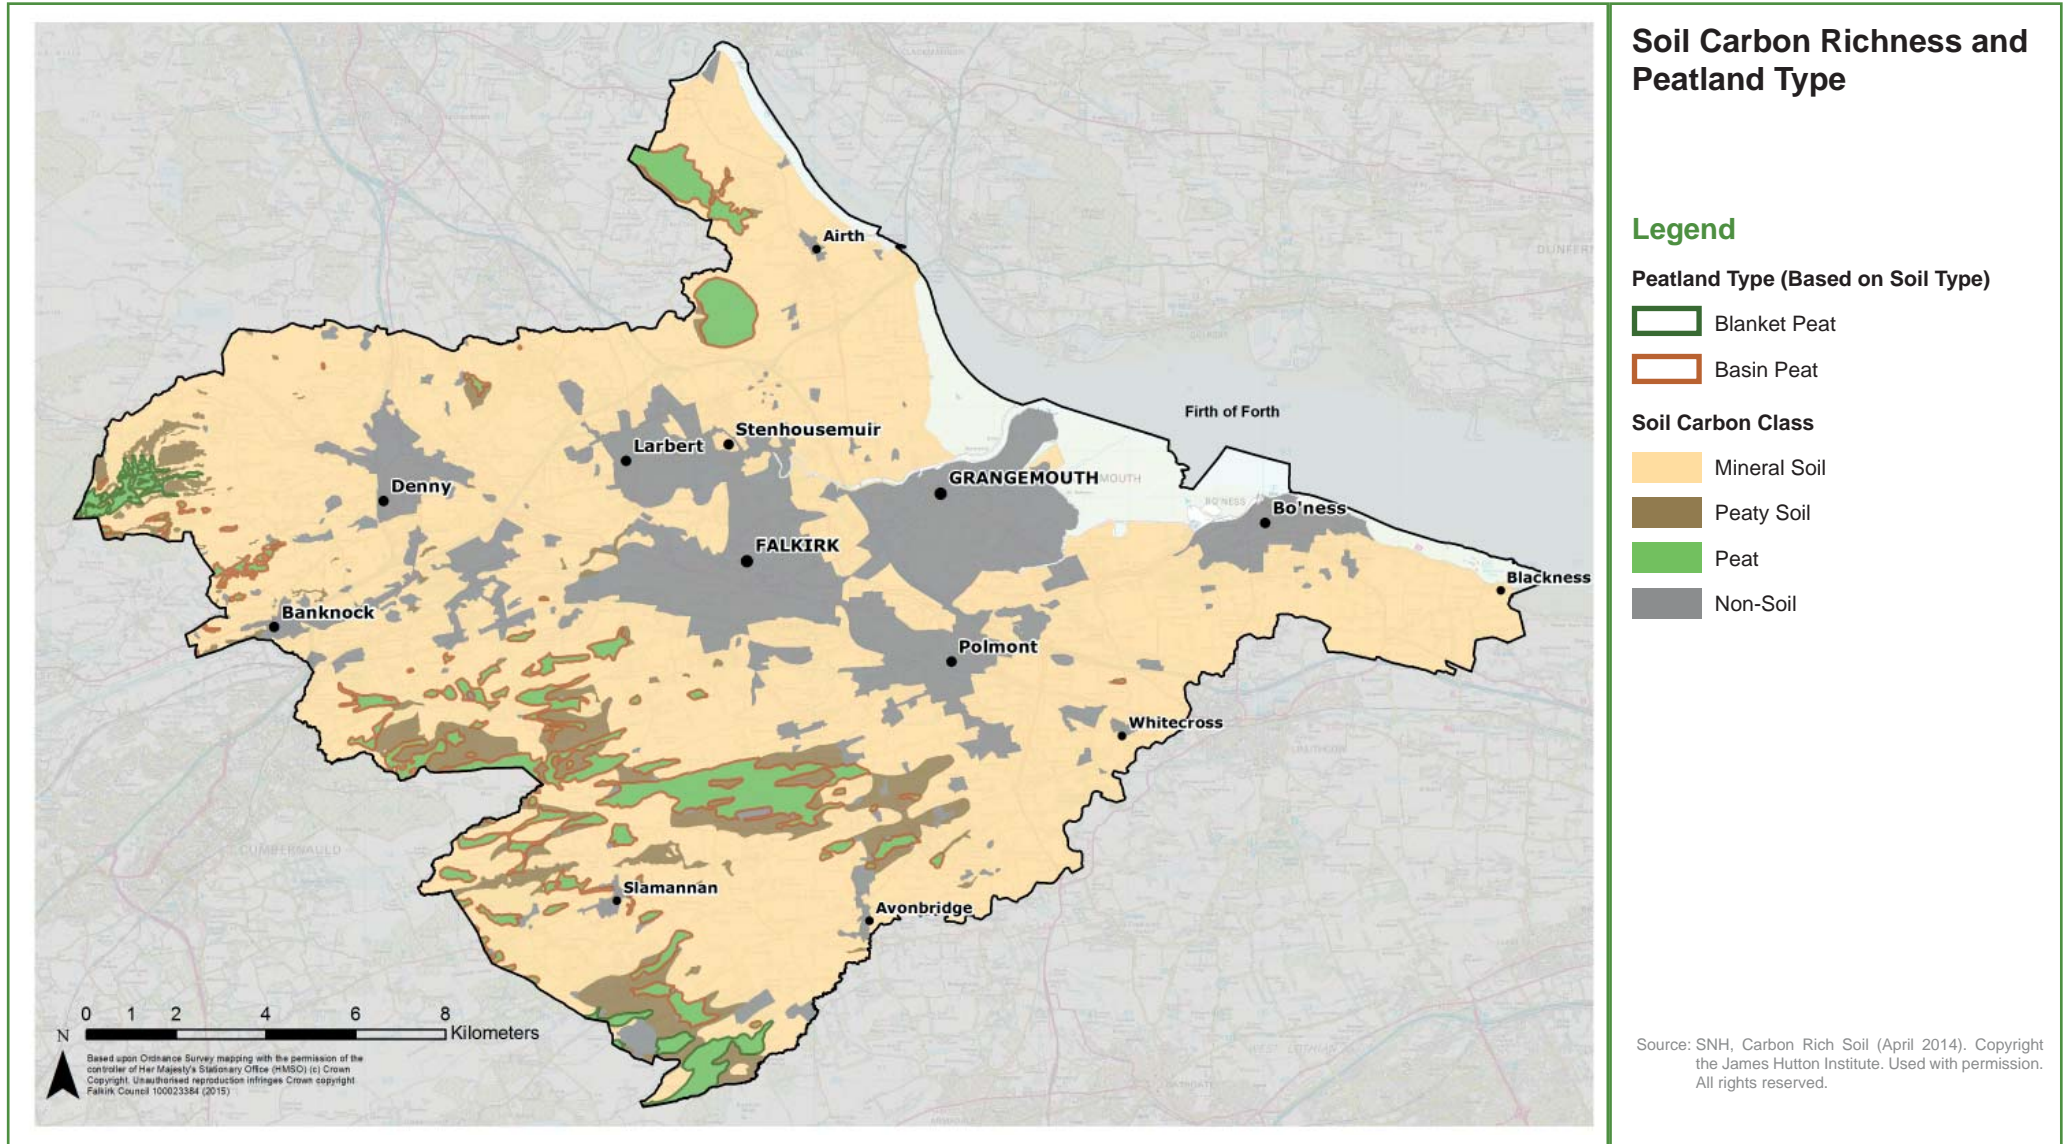 Soil Carbon Richness and
Peatland Type
Legend
Peatland Type (Based on Soil Type)
Blanket Peat
Basin Peat
Soil Carbon Class
Mineral Soil
Peaty Soil
Peat
Non-Soil
Source: SNH, Carbon Rich Soil (April 2014). Copyright
the James Hutton Institute. Used with permission.
All rights reserved.
Airth
DUNFERN
Firth of Forth
Stenhousemuir
Larbert
Denny
GRANGEMOUTH
MOUTH
BO'NESS
Bo'ness
FALKIRK
Blackness
Banknock
Polmont
Whitecross
CUMBERNAULD
Slamannan
Avonbridge
0 1 2 4 6 8
Kilometers
N
Based upon Ordnance Survey mapping with the permission of the
controller of Her Majesty's Stationary Office (HMSO) (c) Crown
Copyright. Unauthorised reproduction infringes Crown copyright
Falkirk Council 100023384 (2015)